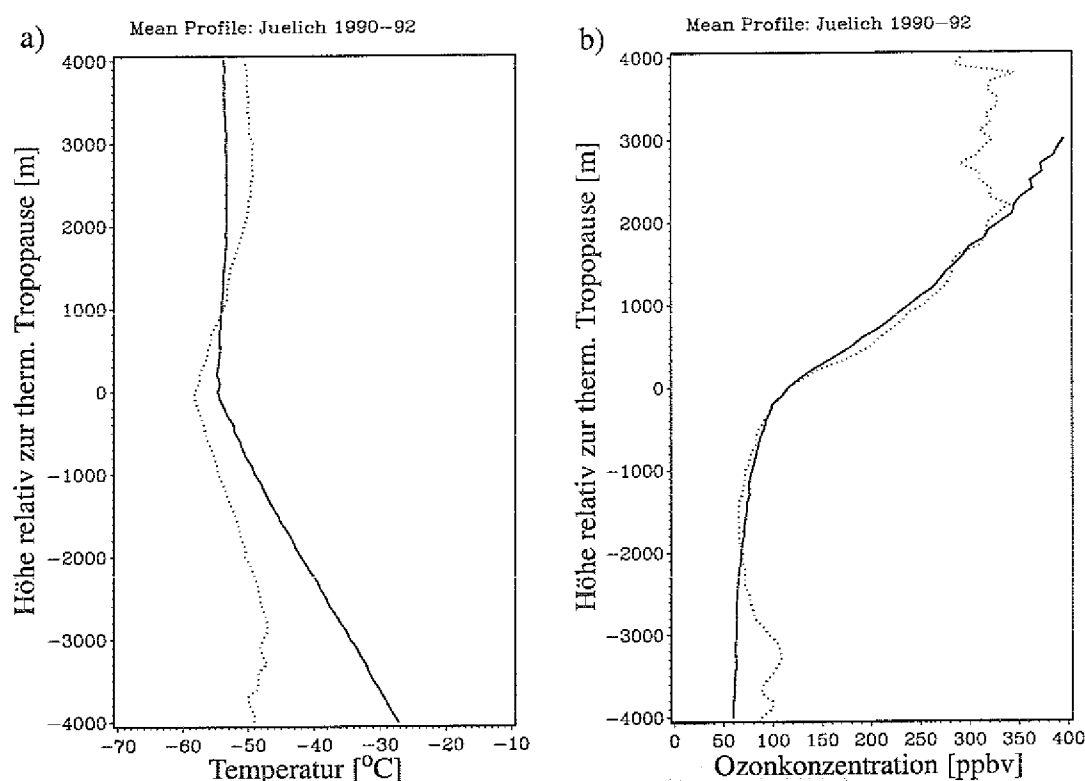 a)
Mean Profile: Juelich 1990--92
Höhe relativ zur therm. Tropopause [m]
4000
3000
2000
1000
0
-1000
-2000
-3000
-4000
-70 -60 -50 -40 -30 -20 -10
Temperatur [°C]
b)
Mean Profile: Juelich 1990-92
Höhe relativ zur therm. Tropopause [m]
4000
3000
2000
1000
0
-1000
-2000
-3000
-4000
0 50 100 150 200 250 300 350 400
Ozonkonzentration [ppbv]